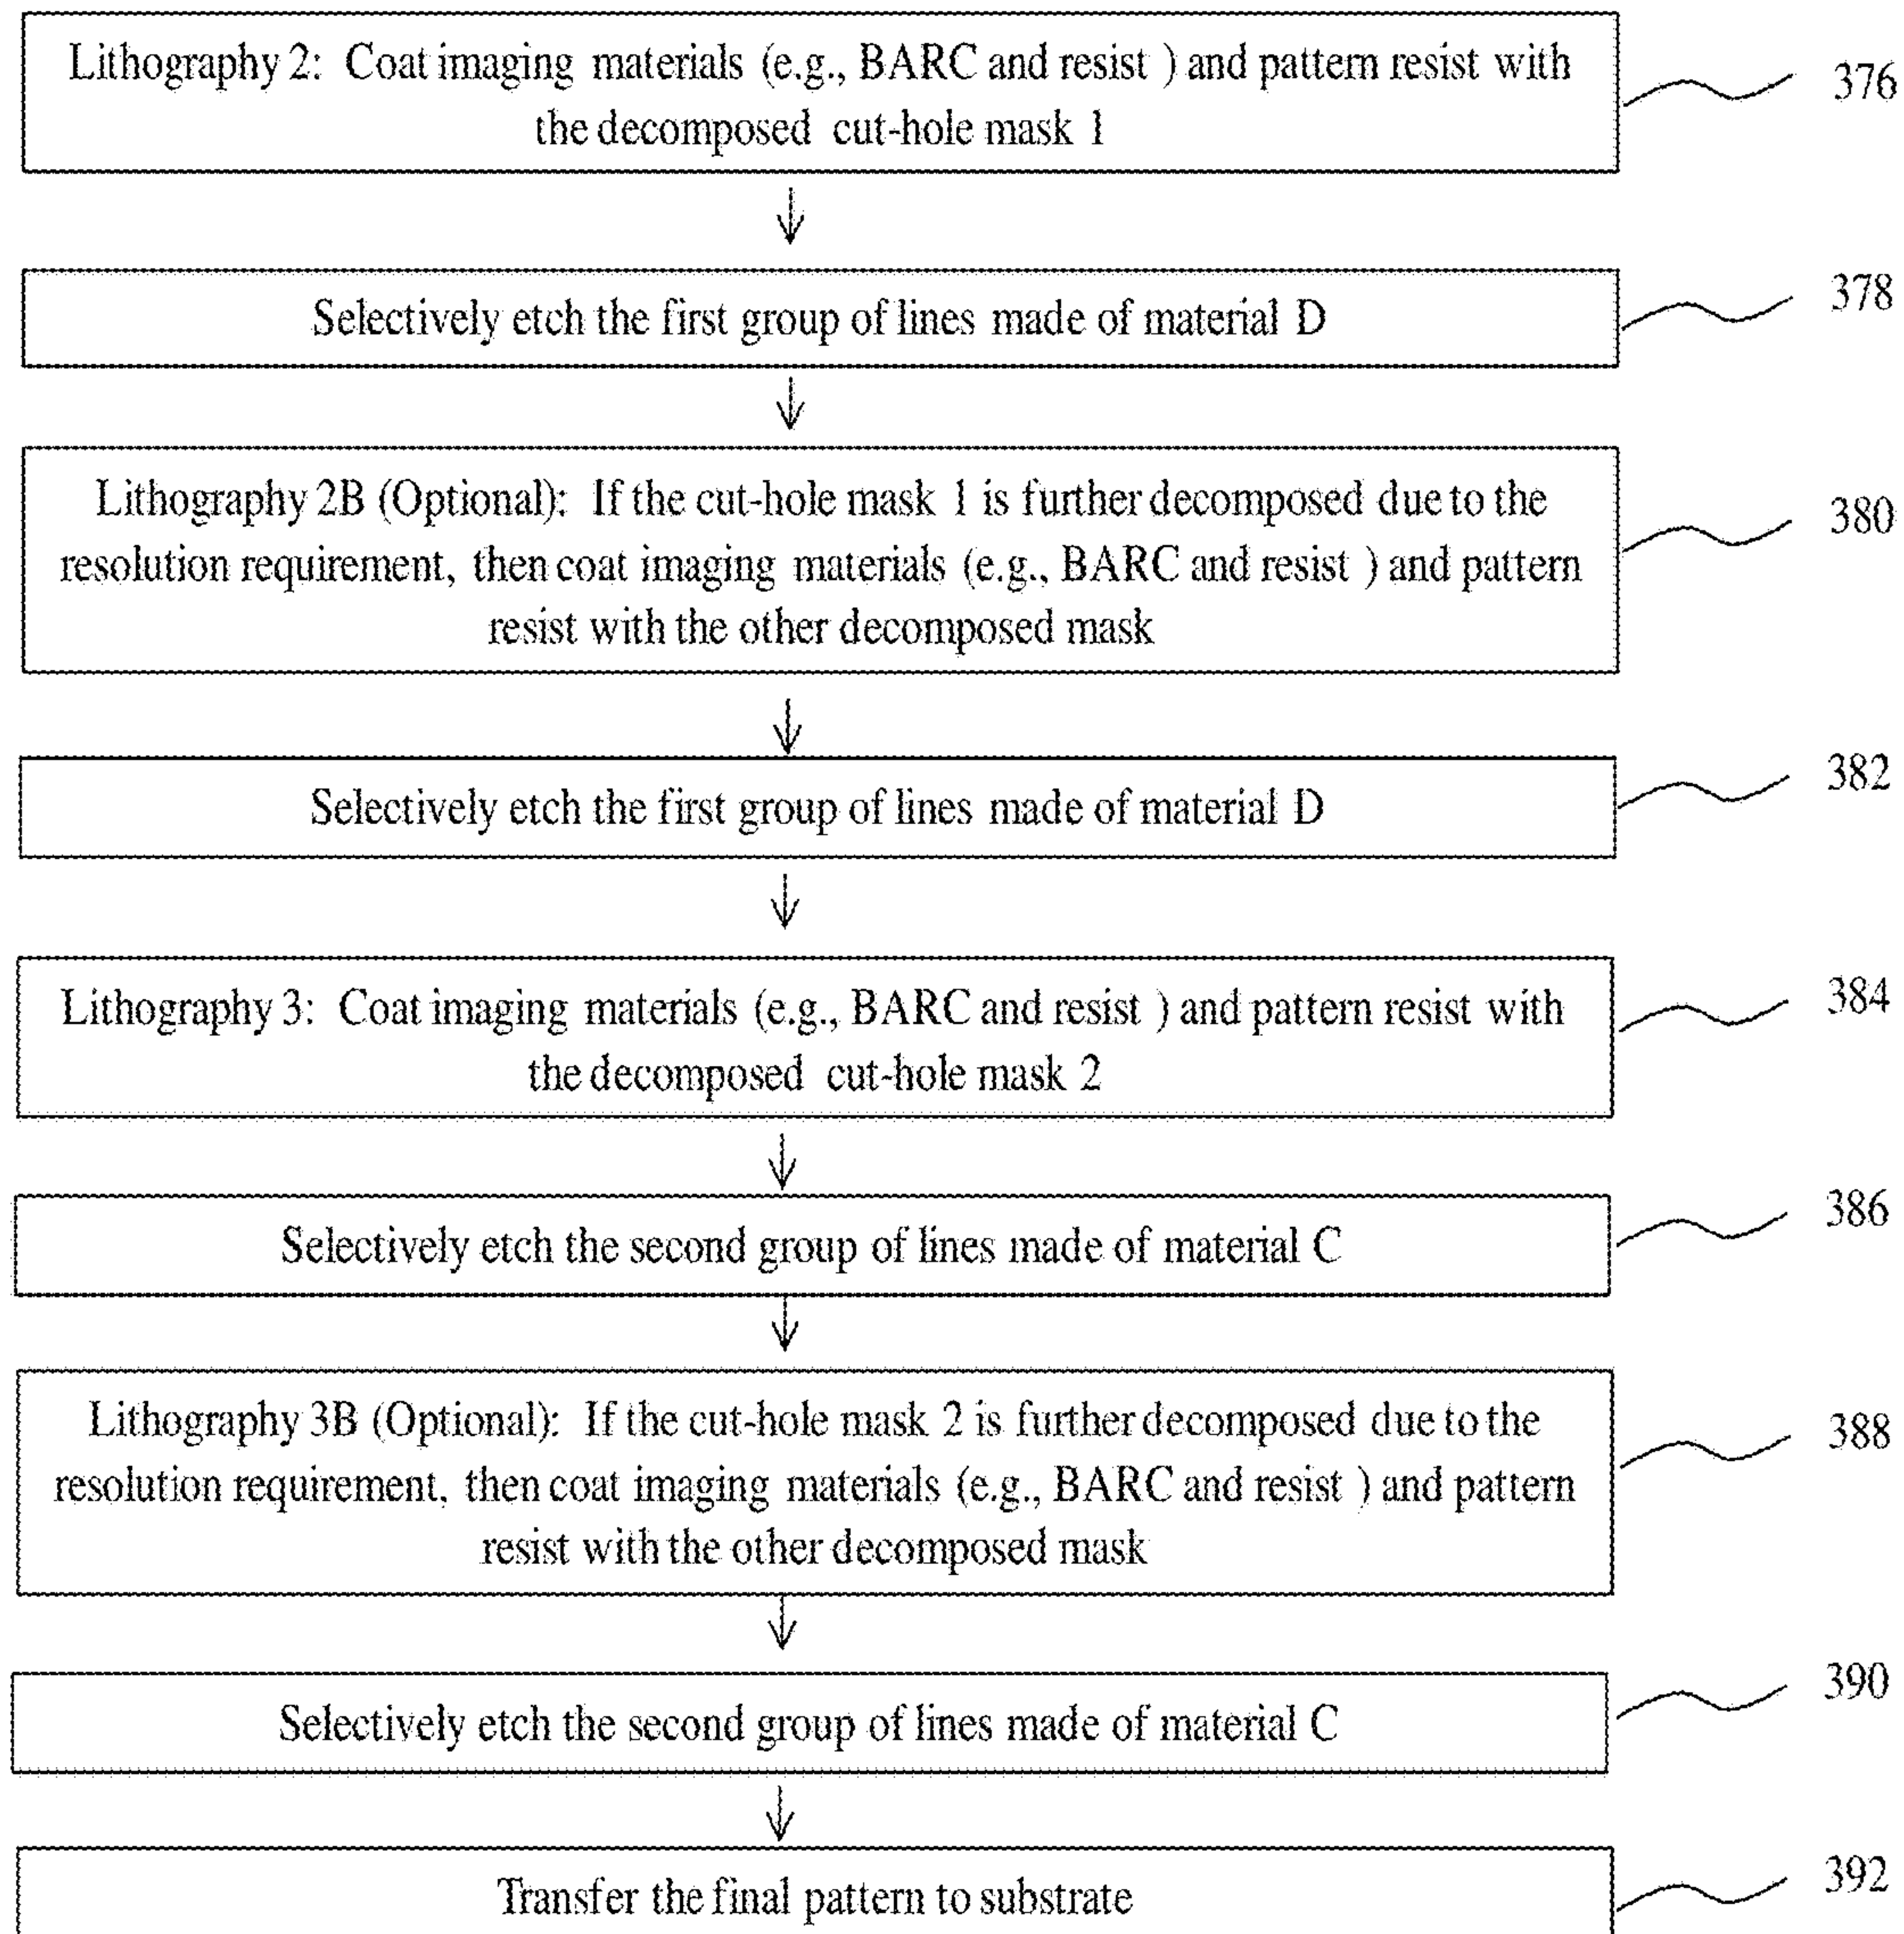 Lithography 2: Coat imaging materials (e.g., BARC and resist ) and pattern resist with
the decomposed cut-hole mask 1
376
Selectively etch the first group of lines made of material D
378
Lithography 2B (Optional): If the cut-hole mask 1 is further decomposed due to the
resolution requirement, then coat imaging materials (e.g., BARC and resist ) and pattern
resist with the other decomposed mask
380
Selectively etch the first group of lines made of material D
382
Lithography 3: Coat imaging materials (e.g., BARC and resist ) and pattern resist with
the decomposed cut-hole mask 2
384
Selectively etch the second group of lines made of material C
386
Lithography 3B (Optional): If the cut-hole mask 2 is further decomposed due to the
resolution requirement, then coat imaging materials (e.g., BARC and resist ) and pattern
resist with the other decomposed mask
388
Selectively etch the second group of lines made of material C
390
Transfer the final pattern to substrate
392